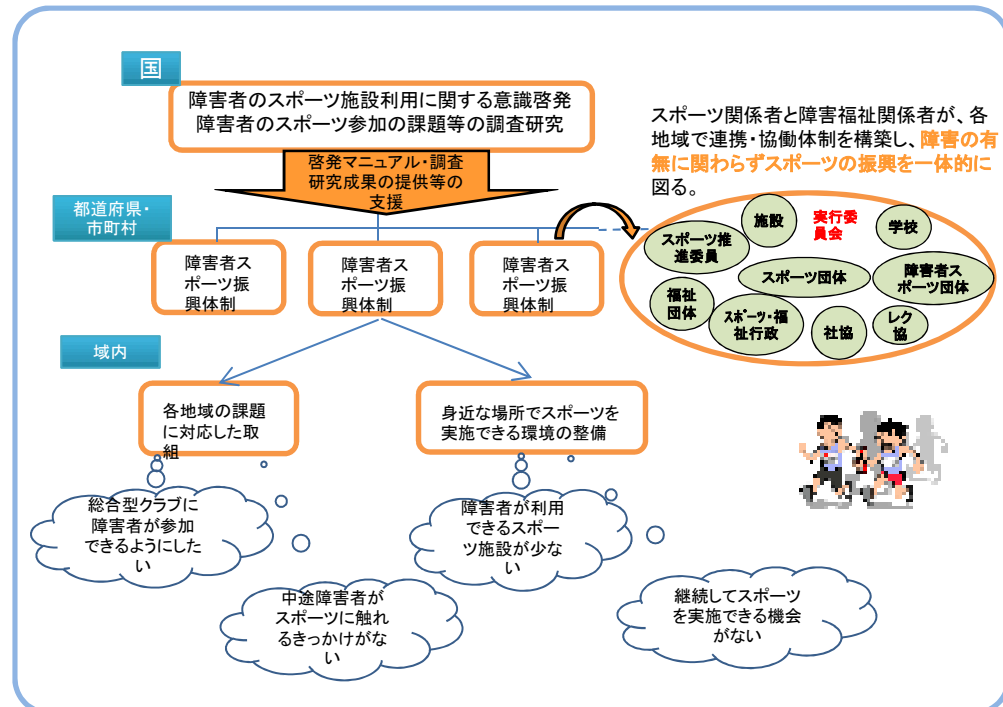 国
障害者のスポーツ施設利用に関する意識啓発
障害者のスポーツ参加の課題等の調査研究
啓発マニュアル・調査
研究成果の提供等の
支援
スポーツ関係者と障害福祉関係者が、各
地域で連携・協働体制を構築し、障害の有
無に関わらずスポーツの振興を一体的に
図る。
都道府県・
市町村
障害者ス
ポーツ振
興体制
障害者ス
ポーツ振
興体制
障害者ス
ポーツ振
興体制
施設
実行委
員会
学校
スポーツ推
進委員
スポーツ団体
障害者ス
ポーツ団体
福祉
団体
スポーツ・福
祉行政
社協
レク
協
域内
各地域の課題
に対応した取
組
身近な場所でスポーツを
実施できる環境の整備
総合型クラブに
障害者が参加
できるようにした
い
障害者が利用
できるスポー
ツ施設が少な
い
中途障害者が
スポーツに触れ
るきっかけがな
い
継続してスポーツ
を実施できる機会
がない